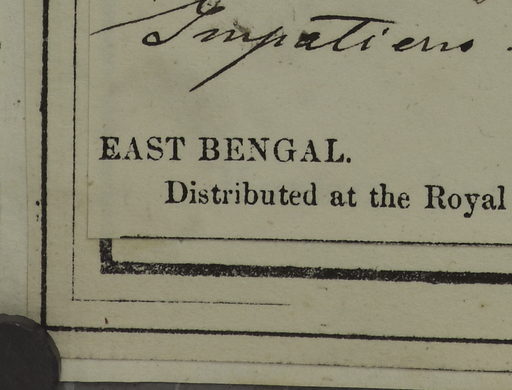 Impatiens
EAST BENGAL.
Distributed at the Royal